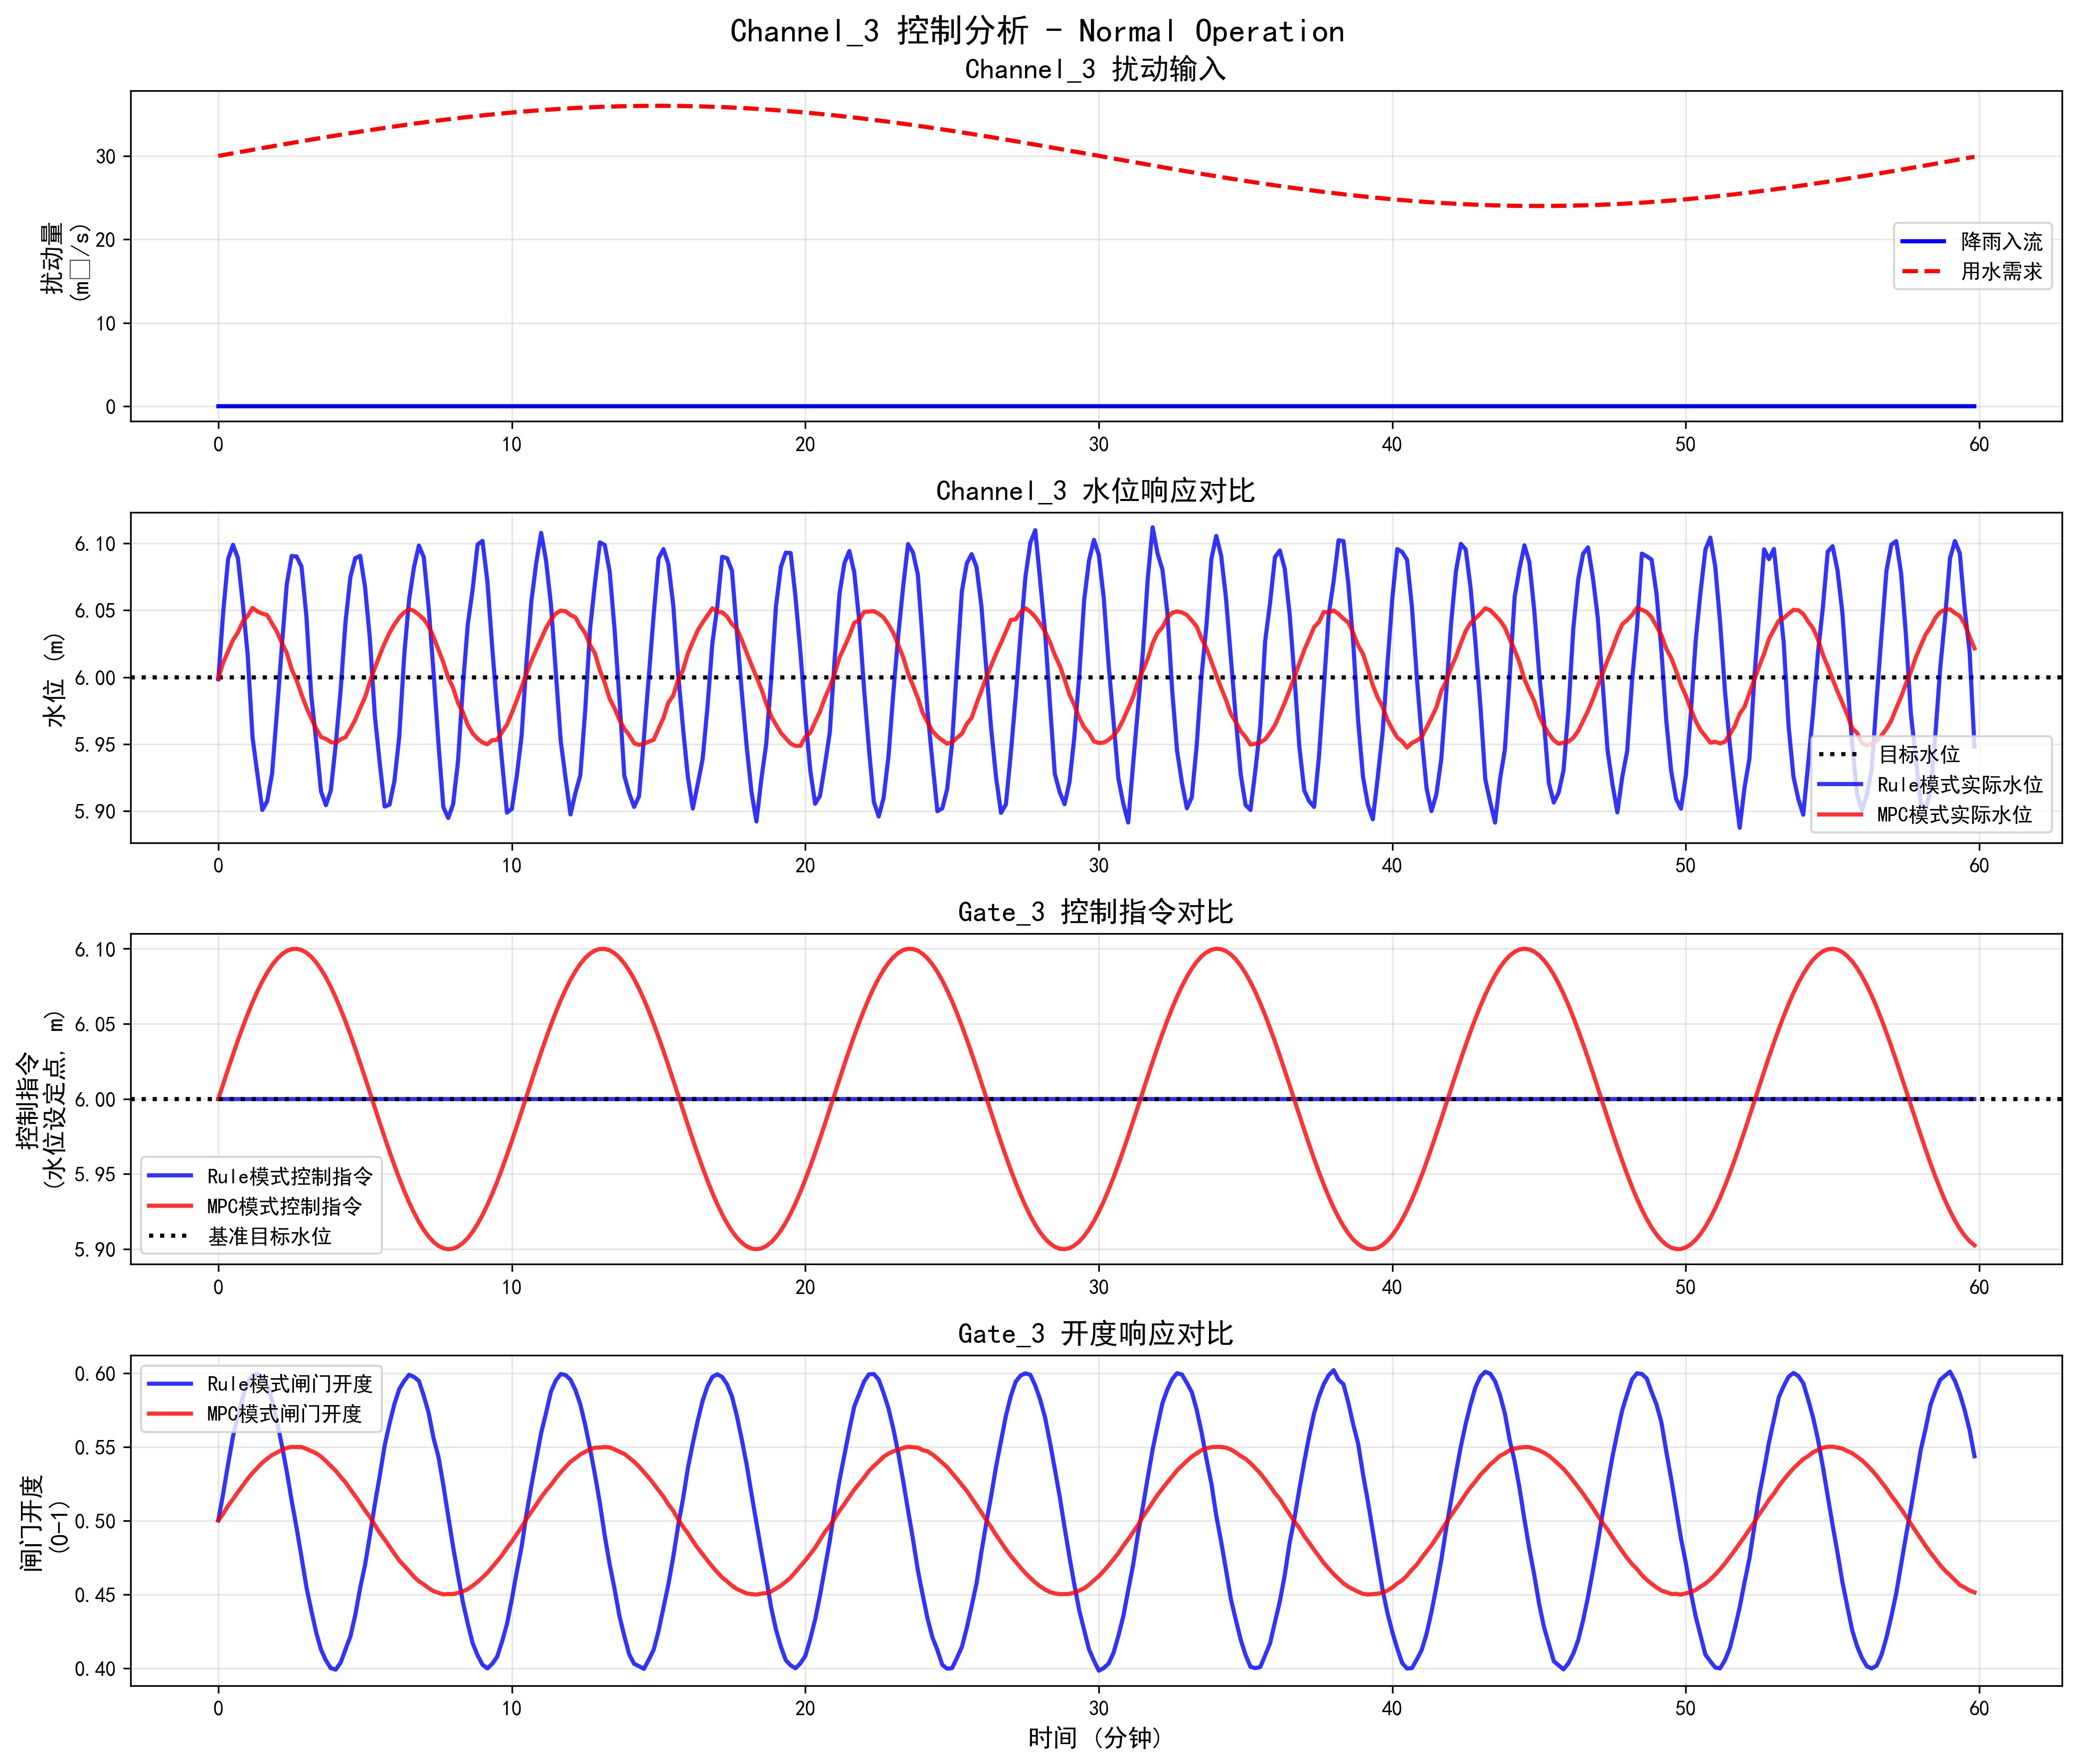 Channel_3 控制分析 - Normal Operation
Channel_3 扰动输入
扰动量
(m□/s)
30
20
10
0
降雨入流
用水需求
0 10 20 30 40 50 60
Channel_3 水位响应对比
水位 (m)
6.10
6.05
6.00
5.95
5.90
目标水位
Rule模式实际水位
MPC模式实际水位
0 10 20 30 40 50 60
Gate_3 控制指令对比
控制指令
(水位设定点, m)
6.10
6.05
6.00
5.95
5.90
Rule模式控制指令
MPC模式控制指令
基准目标水位
0 10 20 30 40 50 60
Gate_3 开度响应对比
闸门开度
(0-1)
0.60
0.55
0.50
0.45
0.40
Rule模式闸门开度
MPC模式闸门开度
0 10 20 30 40 50 60
时间 (分钟)